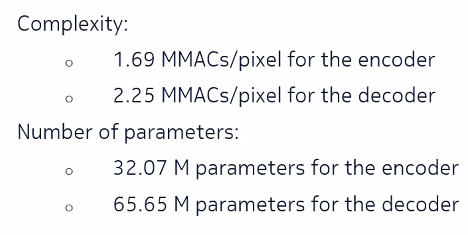 Complexity:
o 1.69 MMACs/pixel for the encoder
o 2.25 MMACs/pixel for the decoder
Number of parameters:
o 32.07 M parameters for the encoder
o 65.65 M parameters for the decoder